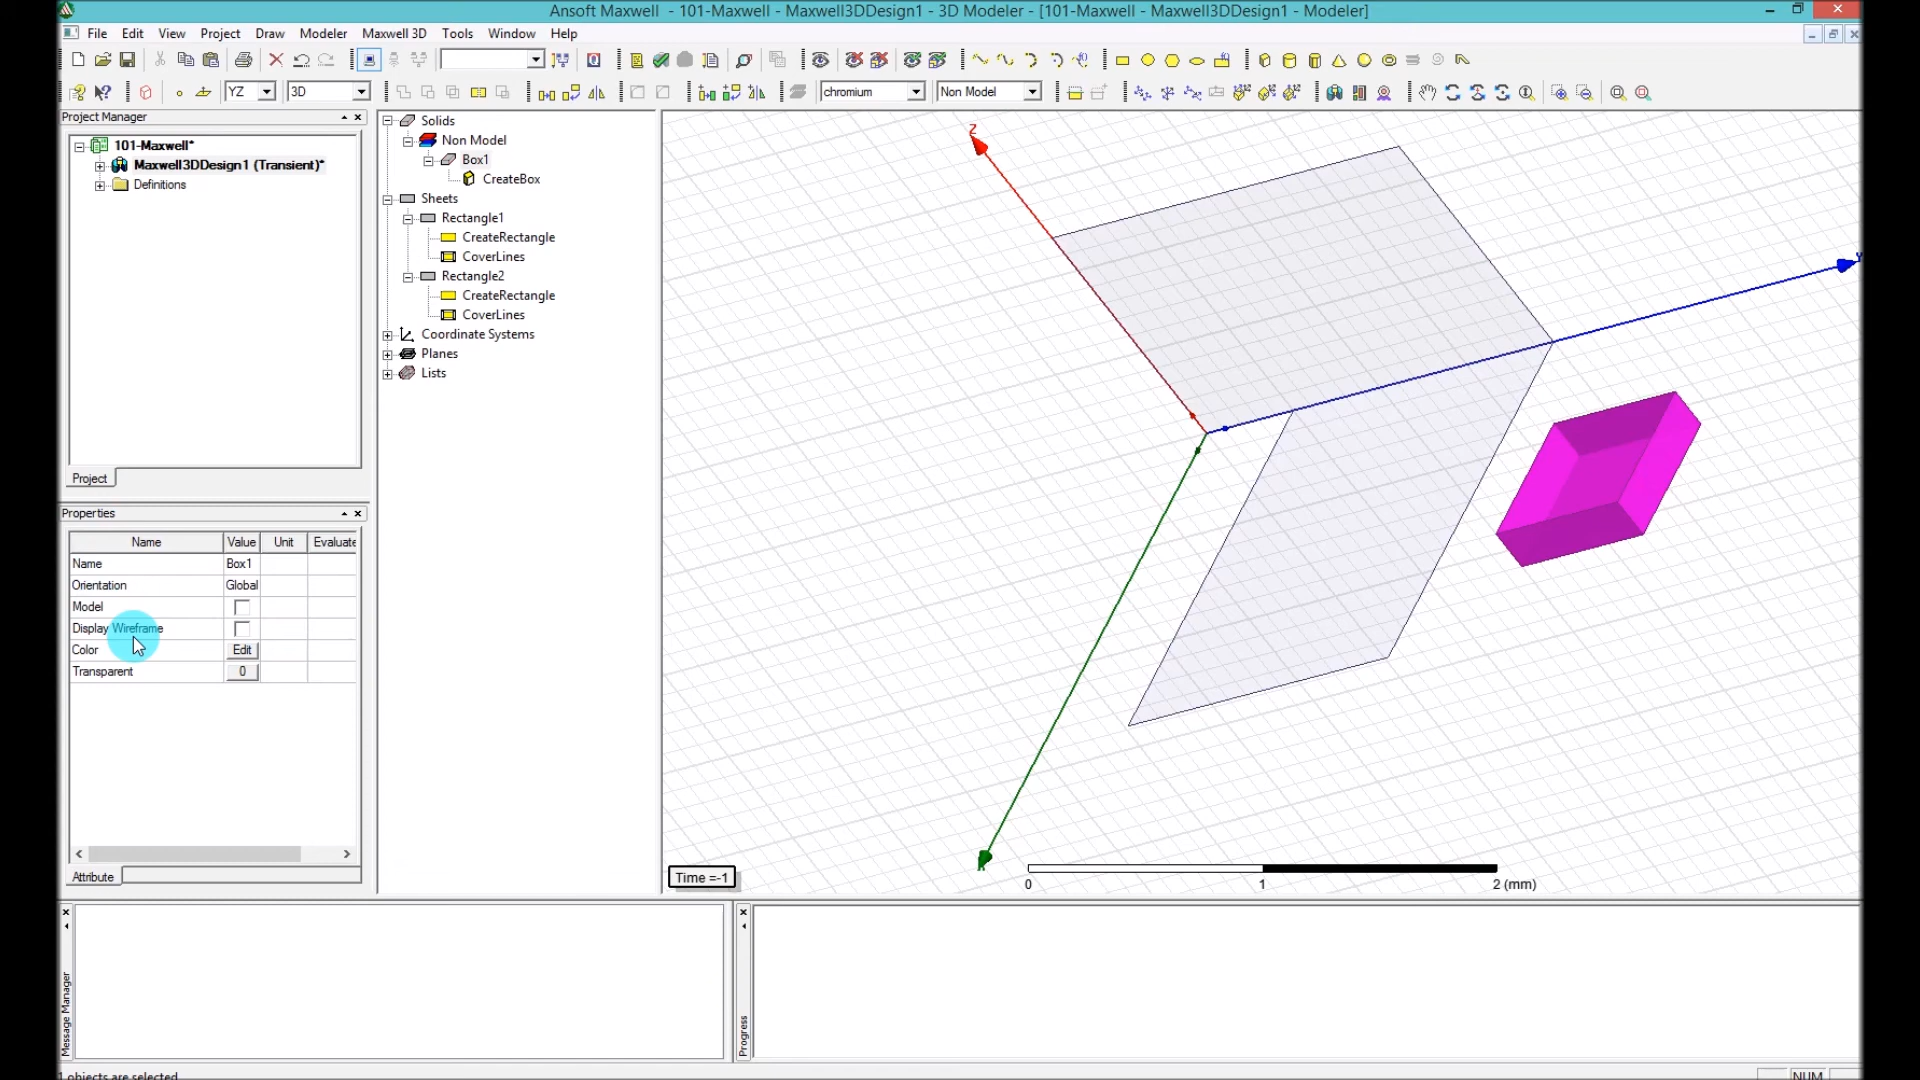 Ansoft Maxwell - 101-Maxwell - Maxwell3DDesign1 - 3D Modeler - [101-Maxwell - Maxwell3DDesign1 - Modeler]
File Edit View Project Draw Modeler Maxwell 3D Tools Window Help
YZ 3D chromium Non Model
Project Manager
101-Maxwell*
Maxwell3DDesign1 (Transient)*
Definitions
Project
Solids
Non Model
Box1
CreateBox
Sheets
Rectangle1
CreateRectangle
CoverLines
Rectangle2
CreateRectangle
CoverLines
Coordinate Systems
Planes
Lists
Properties
Name Value Unit Evaluate
Name Box1
Orientation Global
Model
Display Wireframe
Color Edit
Transparent 0
Attribute
Z
Time =-1
0 1 2 (mm)
Message Manager
Progress
objects are selected
NUM